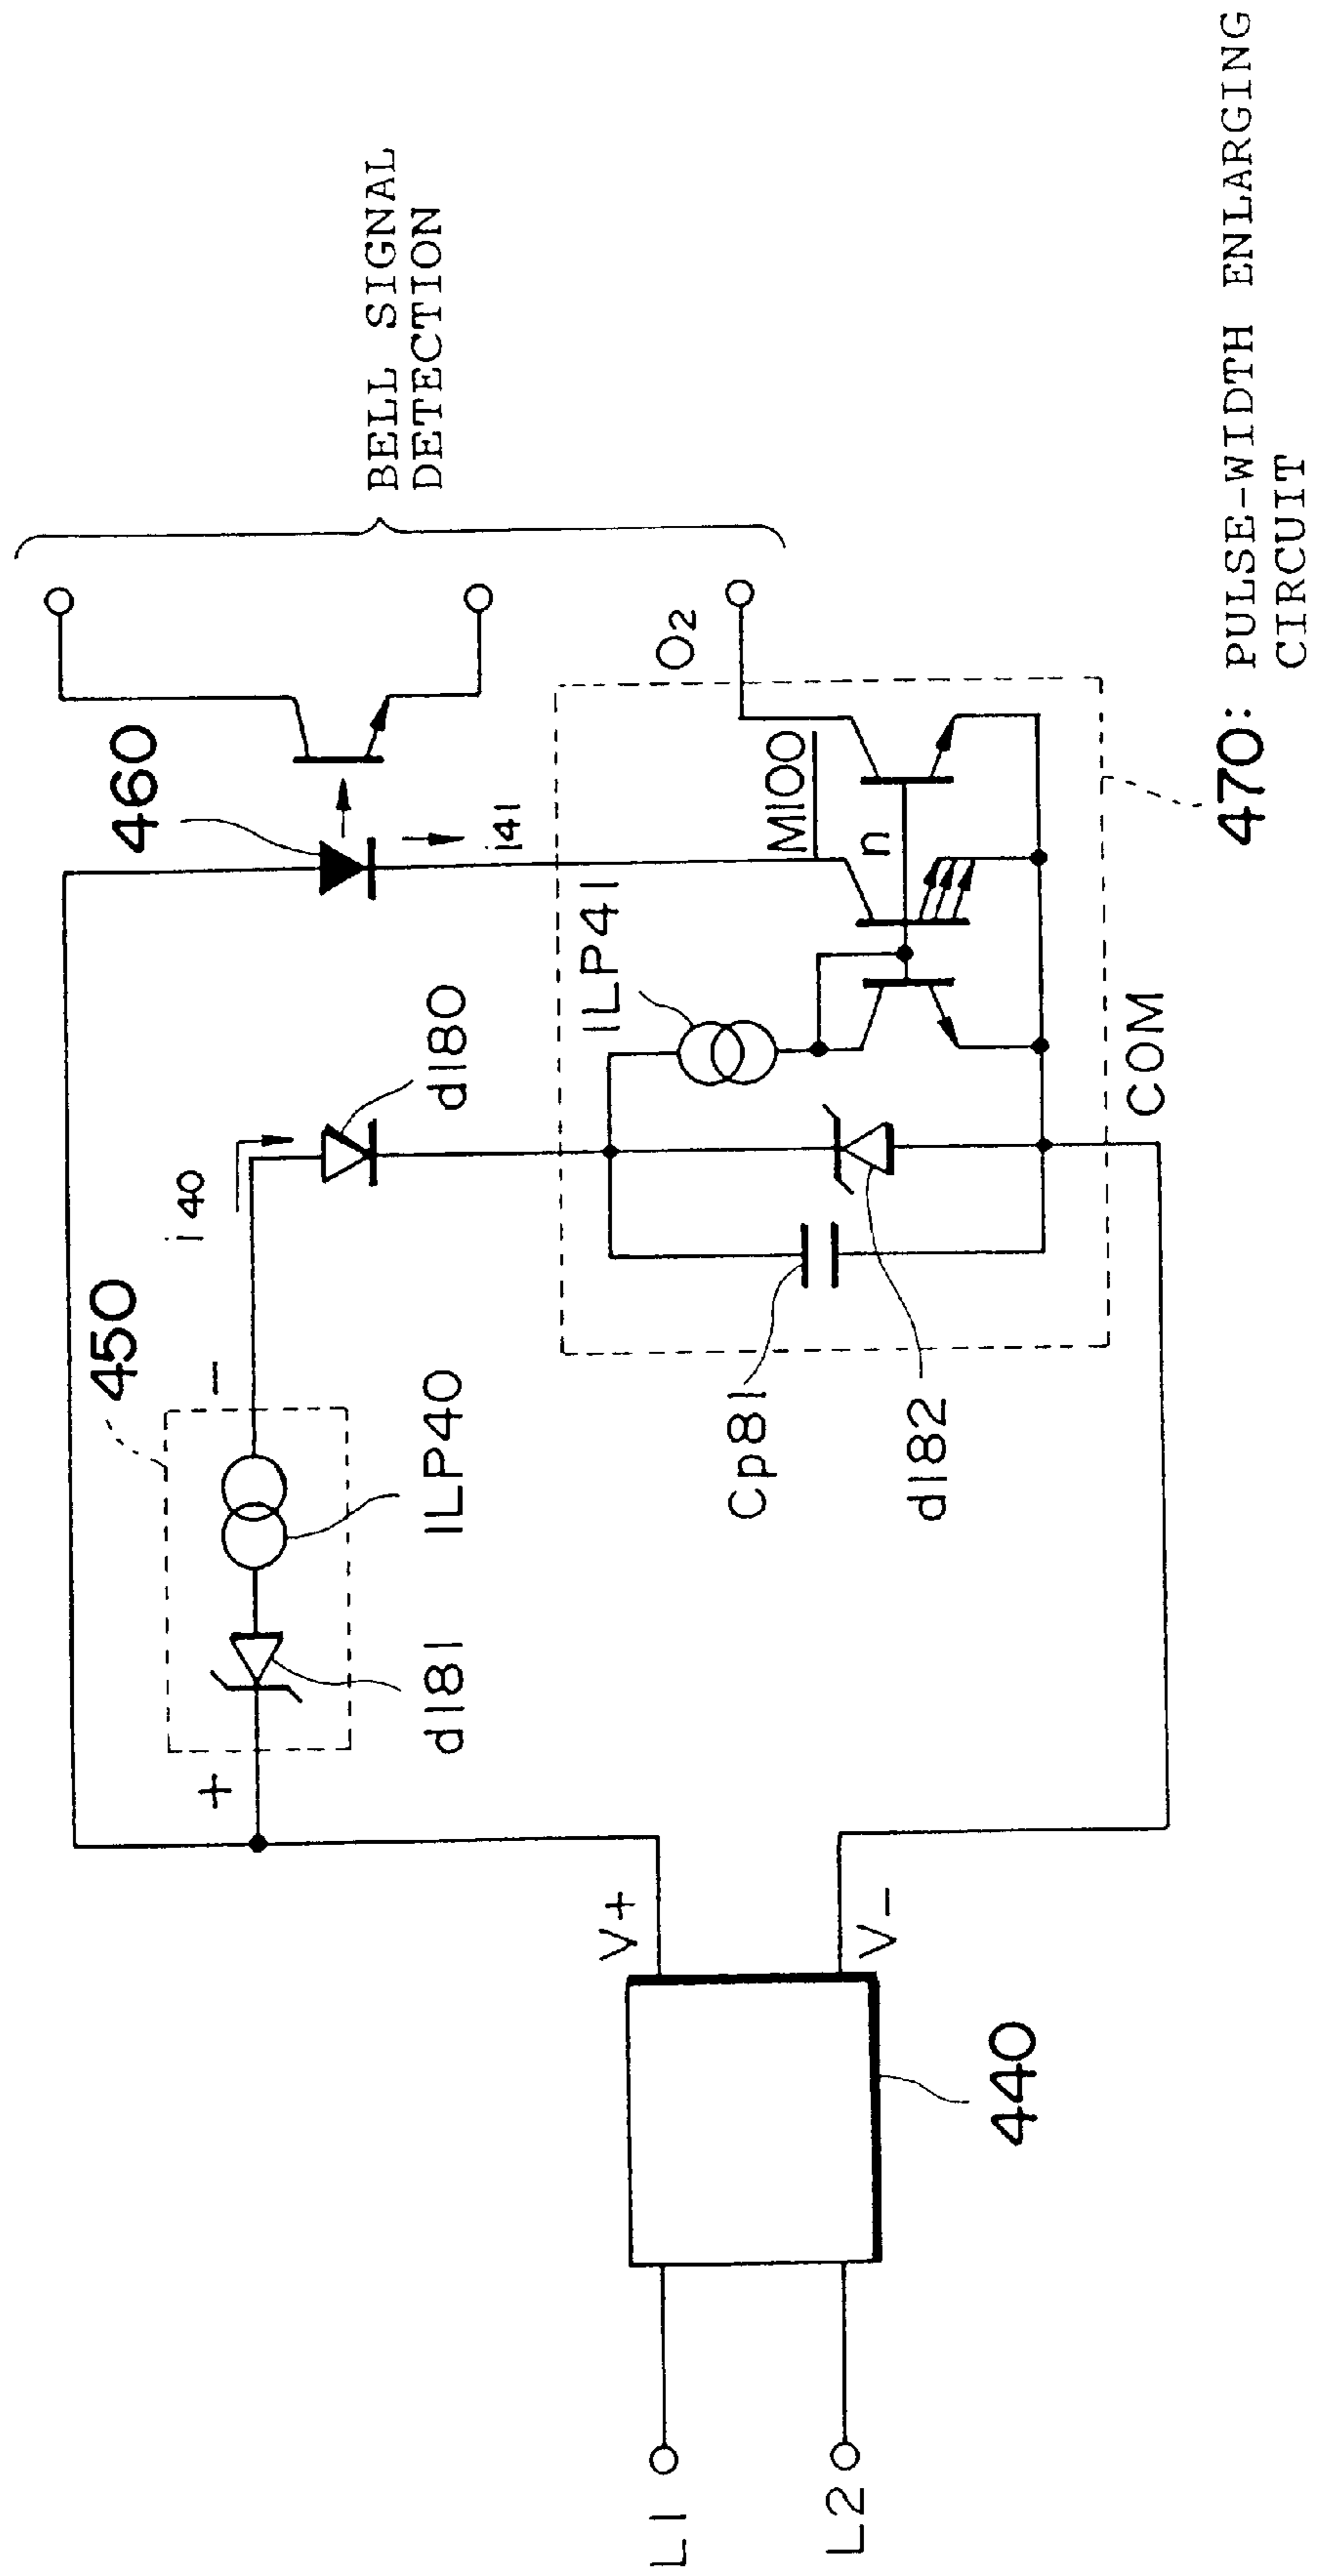 BELL SIGNAL
DETECTION
460
i41
O2
450
i40
d180
M100
n
ILP41
+
-
ILP40
d181
V+
V-
Cp81
d182
COM
L1
L2
440
470: PULSE-WIDTH ENLARGING
CIRCUIT